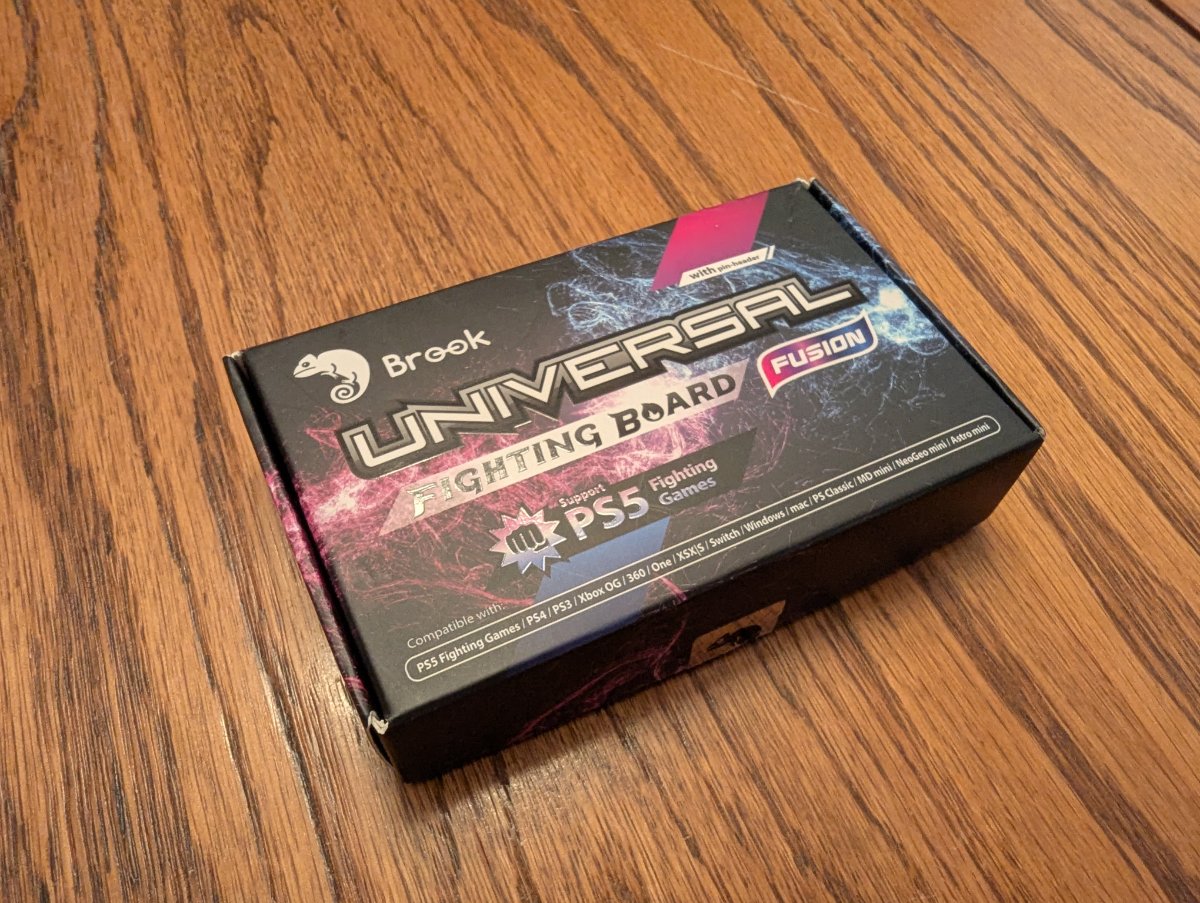 with pin-header
Brook
UNIVERSAL
FIGHTING BOARD
FUSION
Support
PS5 Fighting Games
Compatible with:
PS5 Fighting Games / PS4 / PS3 / Xbox OG / 360 / One / XSX|S / Switch / Windows / mac / PS Classic / MD mini / NeoGeo mini / Astro mini